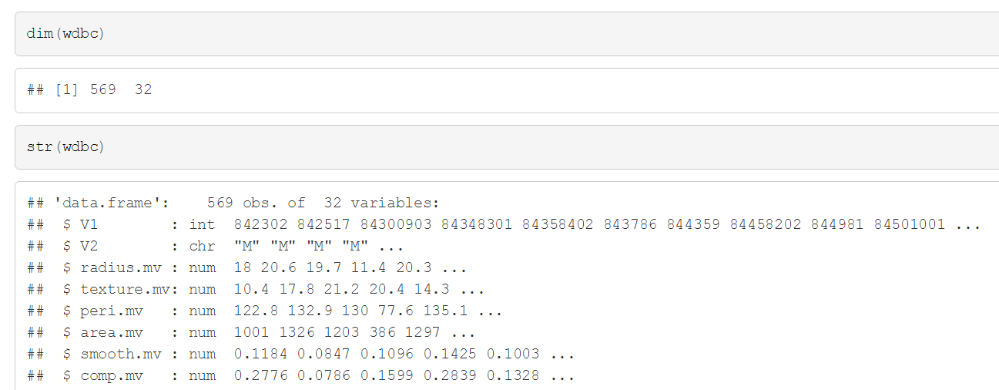 dim(wdbc)
## [1] 569  32
str(wdbc)
## 'data.frame':    569 obs. of  32 variables:
##  $ V1        : int  842302 842517 84300903 84348301 84358402 843786 844359 84458202 844981 84501001 ...
##  $ V2        : chr  "M" "M" "M" "M" ...
##  $ radius.mv : num  18 20.6 19.7 11.4 20.3 ...
##  $ texture.mv: num  10.4 17.8 21.2 20.4 14.3 ...
##  $ peri.mv   : num  122.8 132.9 130 77.6 135.1 ...
##  $ area.mv   : num  1001 1326 1203 386 1297 ...
##  $ smooth.mv : num  0.1184 0.0847 0.1096 0.1425 0.1003 ...
##  $ comp.mv   : num  0.2776 0.0786 0.1599 0.2839 0.1328 ...